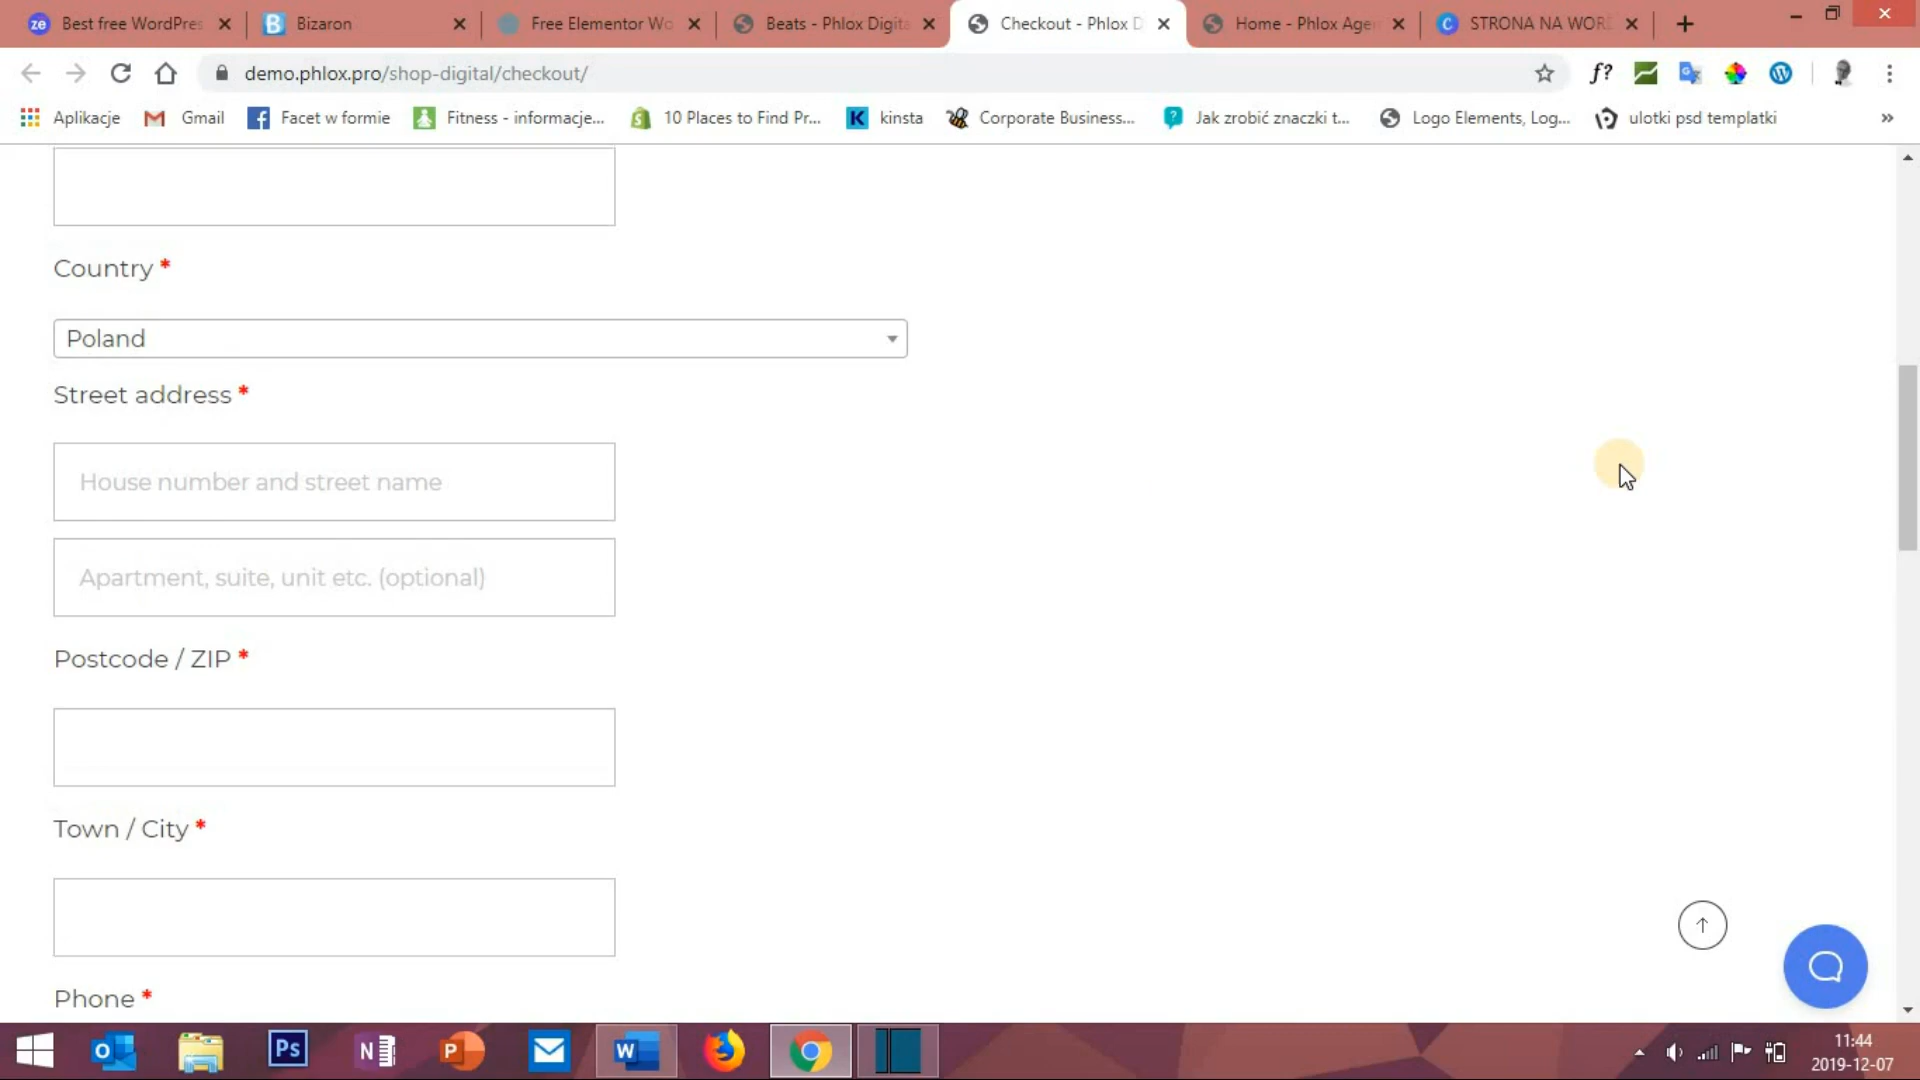 ze Best free WordPres
B Bizaron
Free Elementor Wo
Beats - Phlox Digita
Checkout - Phlox D
Home - Phlox Age
C STRONA NA WOR
demo.phlox.pro/shop-digital/checkout/
f?
Aplikacje
Gmail
Facet w formie
Fitness - informacje...
10 Places to Find Pr...
K kinsta
Corporate Business...
Jak zrobić znaczki t...
Logo Elements, Log...
ulotki psd templatki
»
Country *
Poland
Street address *
House number and street name
Apartment, suite, unit etc. (optional)
Postcode / ZIP *
Town / City *
Phone *
Ps
N
P
W
11:44
2019-12-07